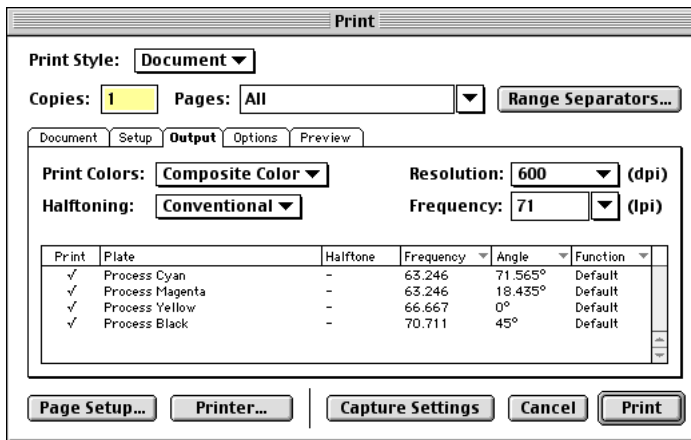 Print
Print Style: Document
Copies: 1 Pages: All Range Separators...
Document Setup Output Options Preview
Print Colors: Composite Color Resolution: 600 (dpi)
Halftoning: Conventional Frequency: 71 (lpi)
Print Plate Halftone Frequency Angle Function
√ Process Cyan – 63.246 71.565° Default
√ Process Magenta – 63.246 18.435° Default
√ Process Yellow – 66.667 0° Default
√ Process Black – 70.711 45° Default
Page Setup... Printer... Capture Settings Cancel Print